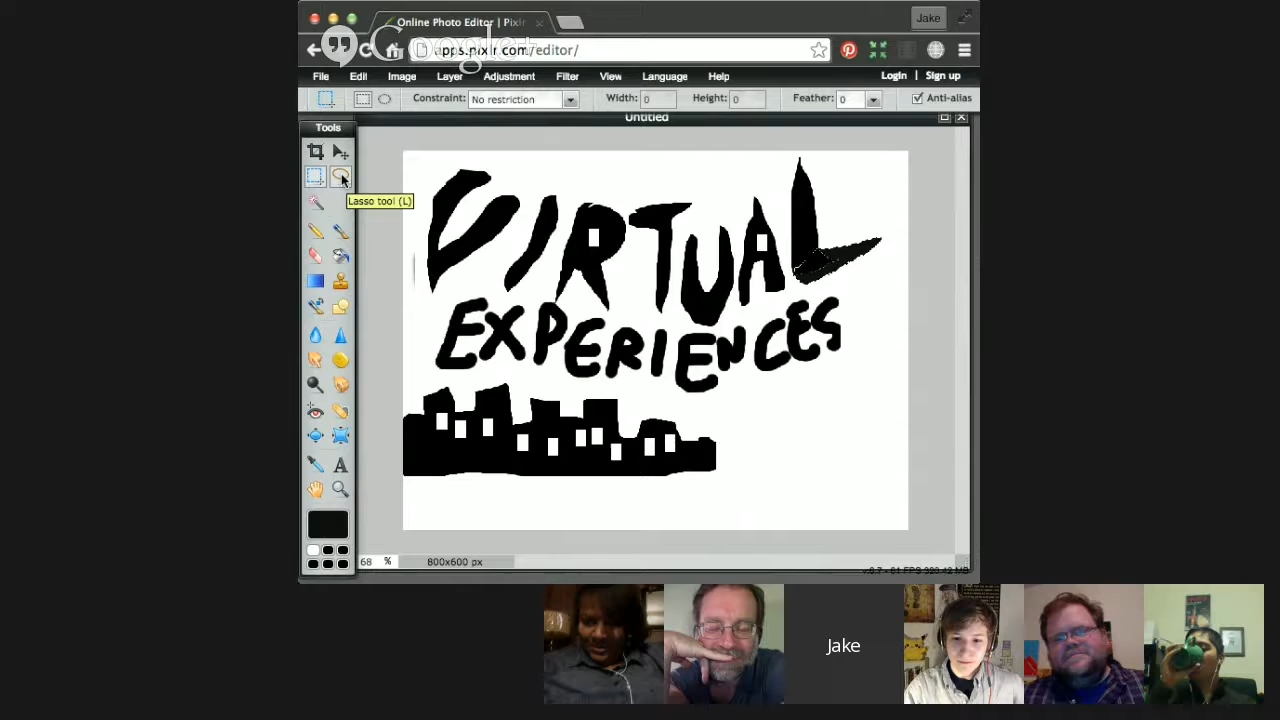 Online Photo Editor | Pixlr
Jake
Google+
apps.pixlr.com/editor/
File Edit Image Layer Adjustment Filter View Language Help Login | Sign up
Constraint: No restriction Width: 0 Height: 0 Feather: 0 Anti-alias
Untitled
Tools
Lasso tool (L)
VIRTUAL
EXPERIENCES
68 % 800x600 px
Jake